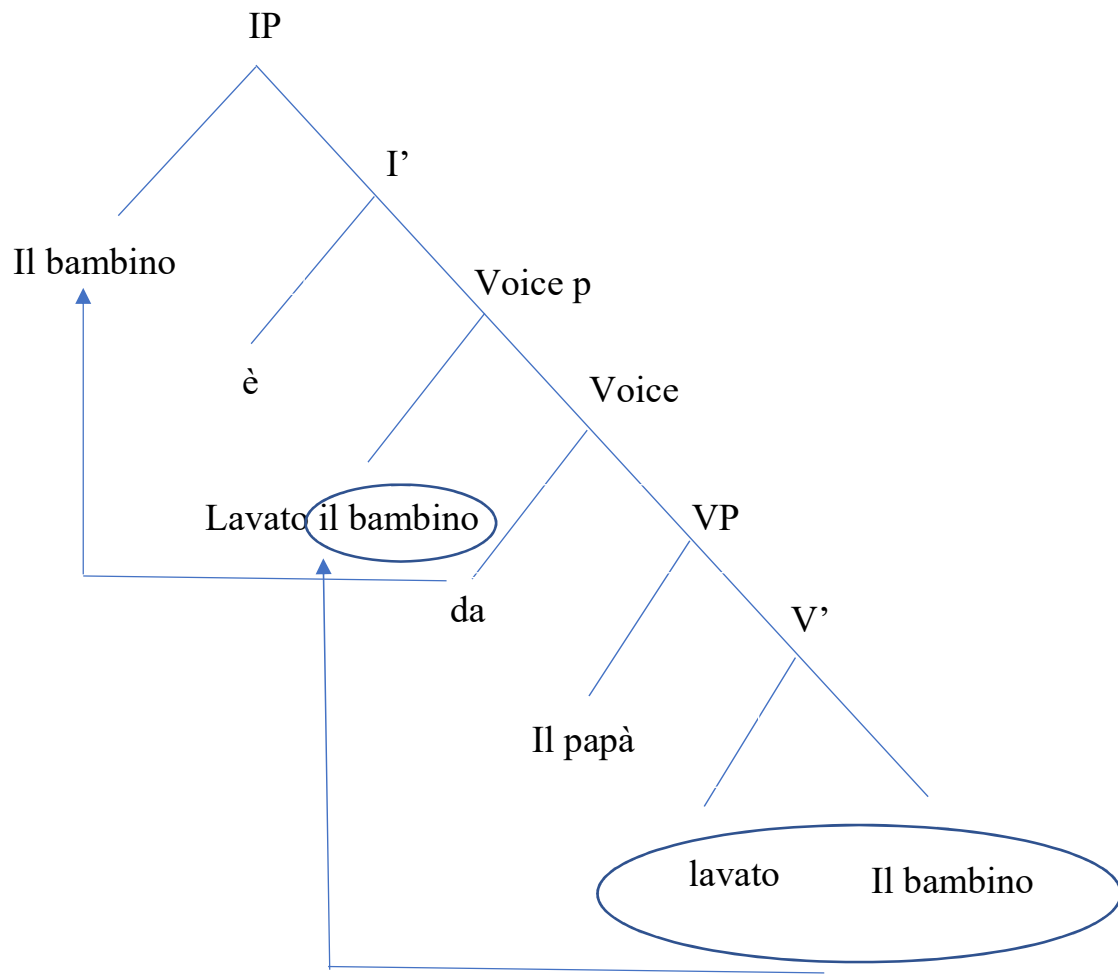 IP
I’
Il bambino
Voice p
è
Voice
Lavato il bambino
VP
da
V’
Il papà
lavato
Il bambino